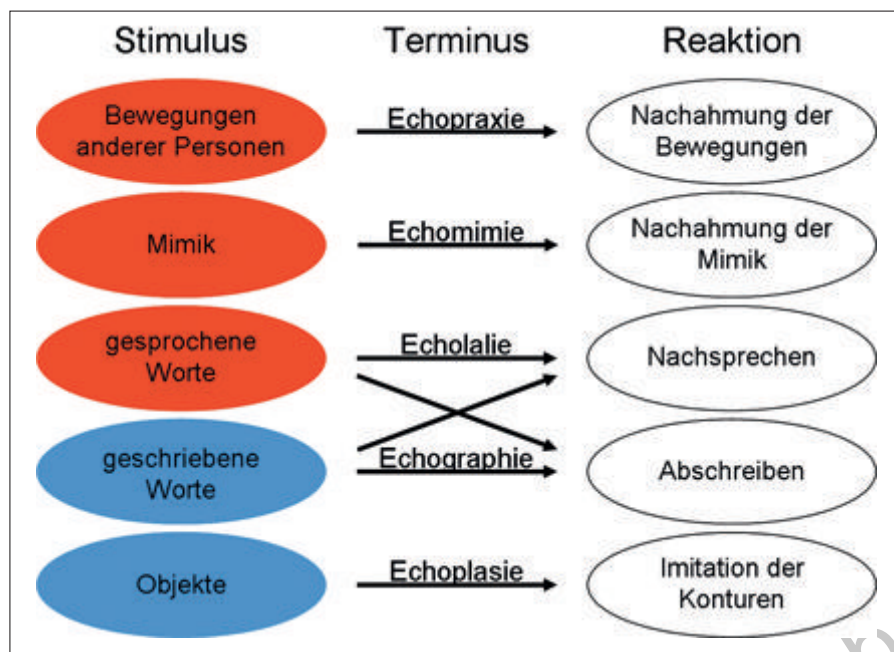 Stimulus Terminus Reaktion
Bewegungen
anderer Personen
Echopraxie
Nachahmung der
Bewegungen
Mimik
Echomimie
Nachahmung der
Mimik
gesprochene
Worte
Echolalie
Nachsprechen
geschriebene
Worte
Echographie
Abschreiben
Objekte
Echoplasie
Imitation der
Konturen